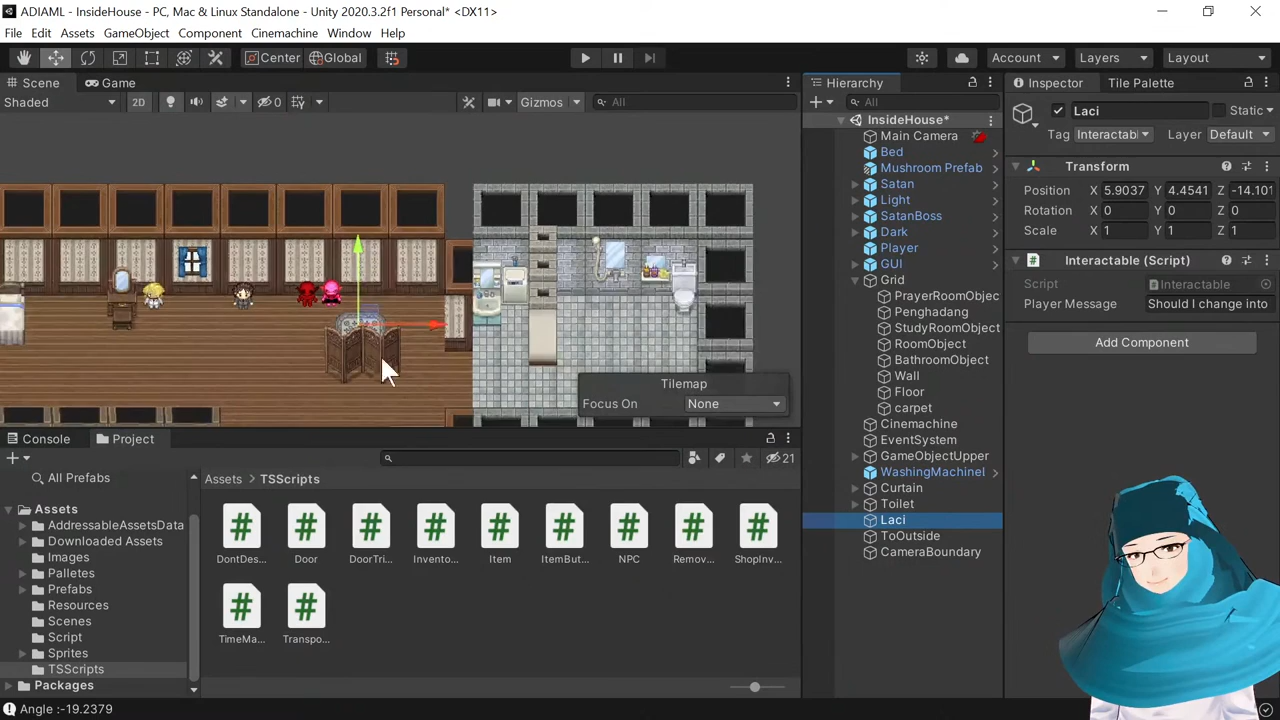 ADIAML - InsideHouse - PC, Mac & Linux Standalone - Unity 2020.3.2f1 Personal* <DX11>
File Edit Assets GameObject Component Cinemachine Window Help
Center Global Account Layers Layout
Scene Game
Shaded 2D 0 Gizmos All
Tilemap
Focus On None
Console Project
21
All Prefabs
Assets
AddressableAssetsData
Downloaded Assets
Images
Palletes
Prefabs
Resources
Scenes
Script
Sprites
TSScripts
Packages
Assets > TSScripts
DontDes... Door DoorTri... Invento... Item ItemBut... NPC Remov... ShopInv...
TimeMa... Transpo...
Angle :-19.2379
Hierarchy
All
InsideHouse*
Main Camera
Bed
Mushroom Prefab
Satan
Light
SatanBoss
Dark
Player
GUI
Grid
PrayerRoomObjec
Penghadang
StudyRoomObject
RoomObject
BathroomObject
Wall
Floor
carpet
Cinemachine
EventSystem
GameObjectUpper
WashingMachinel
Curtain
Toilet
Laci
ToOutside
CameraBoundary
Inspector Tile Palette
Laci Static
Tag Interactabl Layer Default
Transform
Position X 5.9037 Y 4.4541 Z -14.101
Rotation X 0 Y 0 Z 0
Scale X 1 Y 1 Z 1
Interactable (Script)
Script Interactable
Player Message Should I change into
Add Component